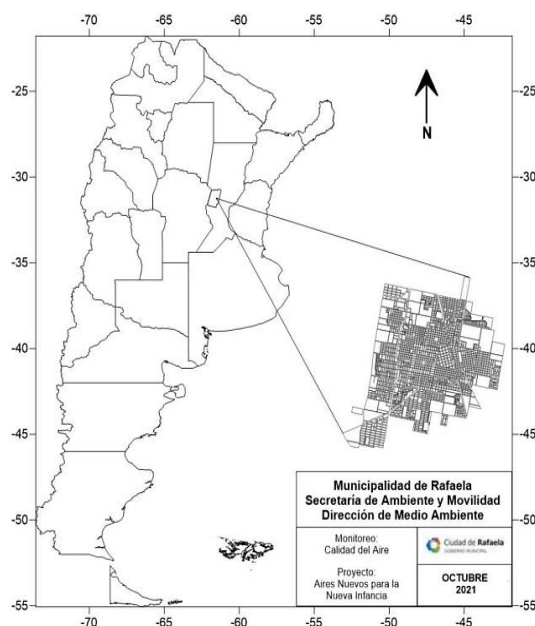 -70 -65 -60 -55 -50 -45
-25 -25
N
-30 -30
-35 -35
-40 -40
-45 -45
-50 -50
-55 -55
Municipalidad de Rafaela
Secretaría de Ambiente y Movilidad
Dirección de Medio Ambiente
Monitoreo:
Calidad del Aire
Ciudad de Rafaela
GOBIERNO MUNICIPAL
Proyecto:
Aires Nuevos para la
Nueva Infancia
OCTUBRE
2021
-70 -65 -60 -55 -50 -45